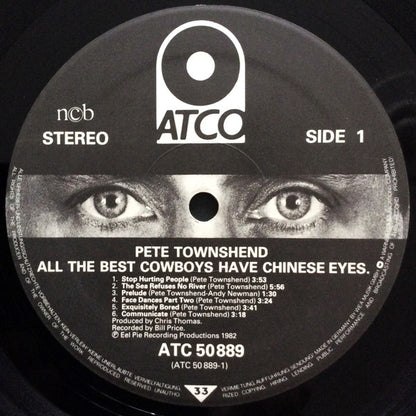 ATCO
ncb
STEREO
SIDE 1
PETE TOWNSHEND
ALL THE BEST COWBOYS HAVE CHINESE EYES.
1. Stop Hurting People (Pete Townshend) 3:53
2. The Sea Refuses No River (Pete Townshend) 5:56
3. Prelude (Pete Townshend-Andy Newman) 1:30
4. Face Dances Part Two (Pete Townshend) 3:24
5. Exquisitely Bored (Pete Townshend) 3:41
6. Communicate (Pete Townshend) 3:18
Produced by Chris Thomas.
Recorded by Bill Price.
℗ Eel Pie Recording Productions 1982
ATC 50 889
(ATC 50 889-1)
33